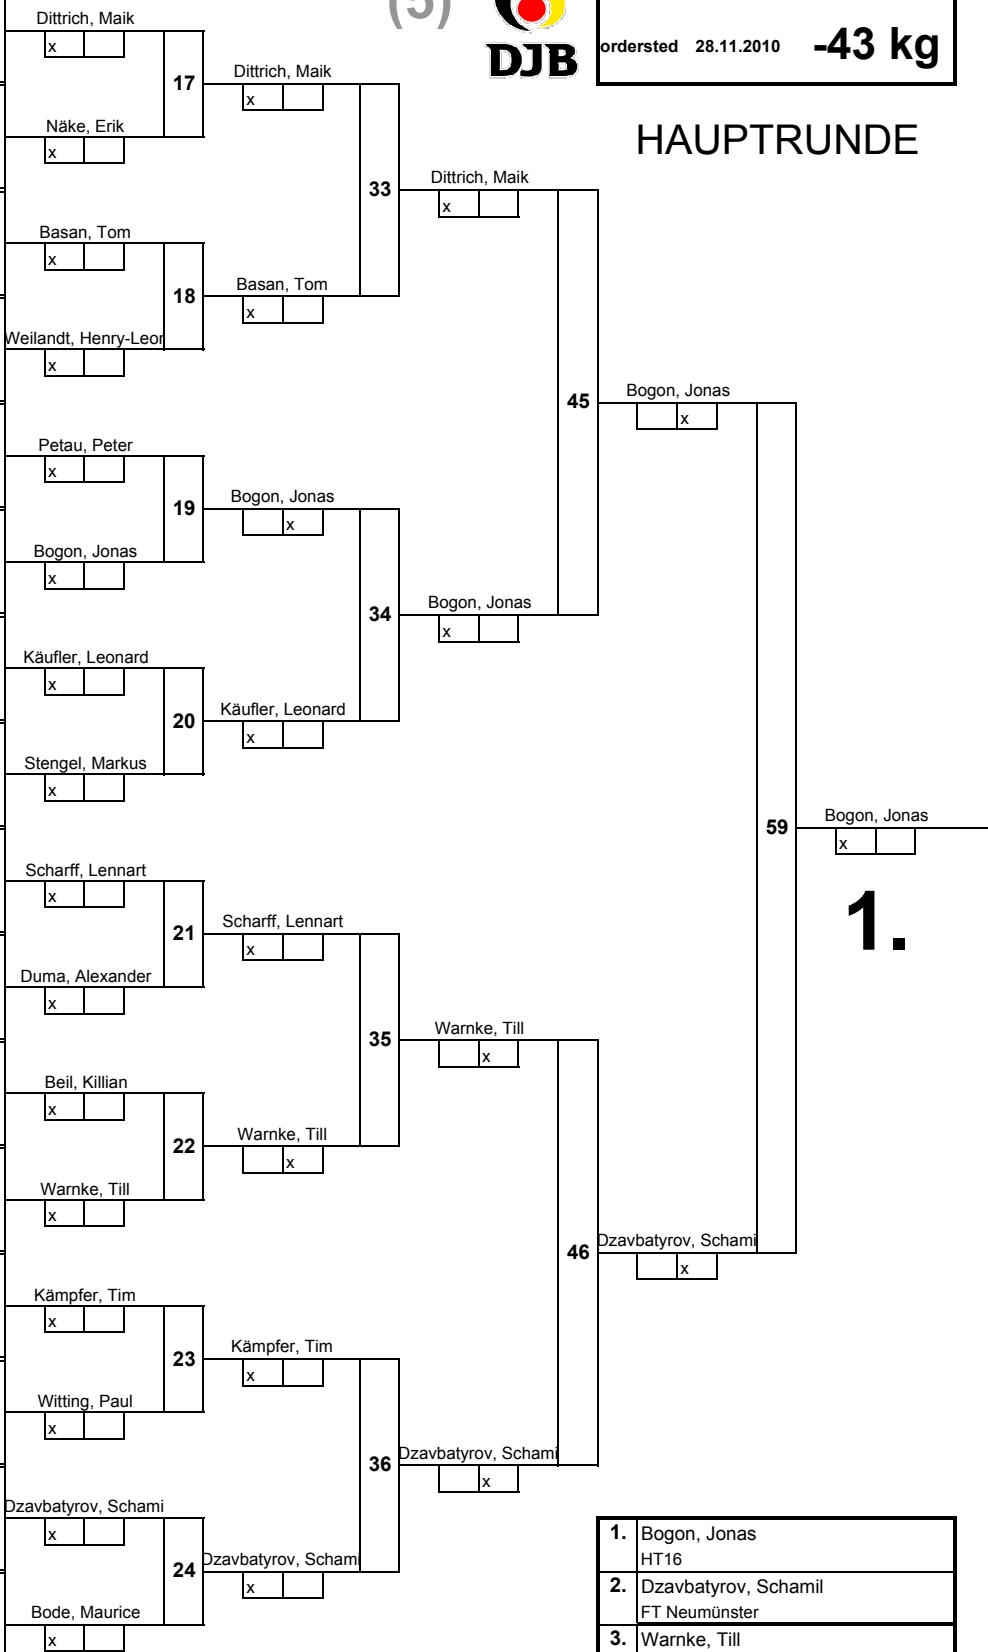 (5)
DJB
ordersted 28.11.2010 -43 kg
HAUPTRUNDE
Dittrich, Maik
x
17
Näke, Erik
x
Basan, Tom
x
18
Weilandt, Henry-Leor
x
Petau, Peter
x
19
Bogon, Jonas
x
Käufler, Leonard
x
20
Stengel, Markus
x
Scharff, Lennart
x
21
Duma, Alexander
x
Beil, Killian
x
22
Warnke, Till
x
Kämpfer, Tim
x
23
Witting, Paul
x
Dzavbatyrov, Schami
x
24
Bode, Maurice
x
Dittrich, Maik
x
33
Basan, Tom
x
Bogon, Jonas
x
34
Käufler, Leonard
x
Scharff, Lennart
x
35
Warnke, Till
x
Kämpfer, Tim
x
36
Dzavbatyrov, Schami
x
Dittrich, Maik
x
45
Bogon, Jonas
x
Warnke, Till
x
46
Dzavbatyrov, Schami
x
Bogon, Jonas
x
59
Dzavbatyrov, Schami
x
Bogon, Jonas
x
1.
1. Bogon, Jonas
HT16
2. Dzavbatyrov, Schamil
FT Neumünster
3. Warnke, Till